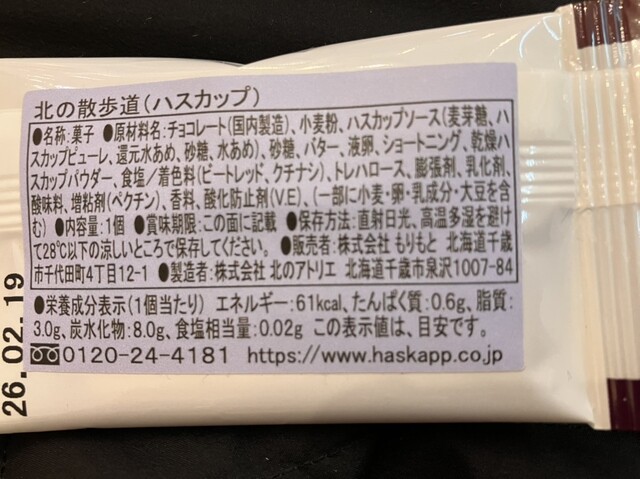 北の散歩道(ハスカップ)
●名称:菓子 ●原材料名:チョコレート(国内製造)、小麦粉、ハスカップソース(麦芽糖、ハ
スカップピューレ、還元水あめ、砂糖、水あめ)、砂糖、バター、液卵、ショートニング、乾燥ハ
スカップパウダー、食塩/着色料(ビートレッド、クチナシ)、トレハロース、膨張剤、乳化剤、
酸味料、増粘剤(ペクチン)、香料、酸化防止剤(V.E)、(一部に小麦・卵・乳成分・大豆を含
む) ●内容量:1個 ●賞味期限:この面に記載 ●保存方法:直射日光、高温多湿を避け
て28℃以下の涼しいところで保存してください。 ●販売者:株式会社 もりもと 北海道千歳
市千代田町4丁目12-1 ●製造者:株式会社 北のアトリエ 北海道千歳市泉沢1007-84
●栄養成分表示(1個当たり) エネルギー:61kcal、たんぱく質:0.6g、脂質:
3.0g、炭水化物:8.0g、食塩相当量:0.02g この表示値は、目安です。
0120-24-4181 https://www.haskapp.co.jp
26.02.19